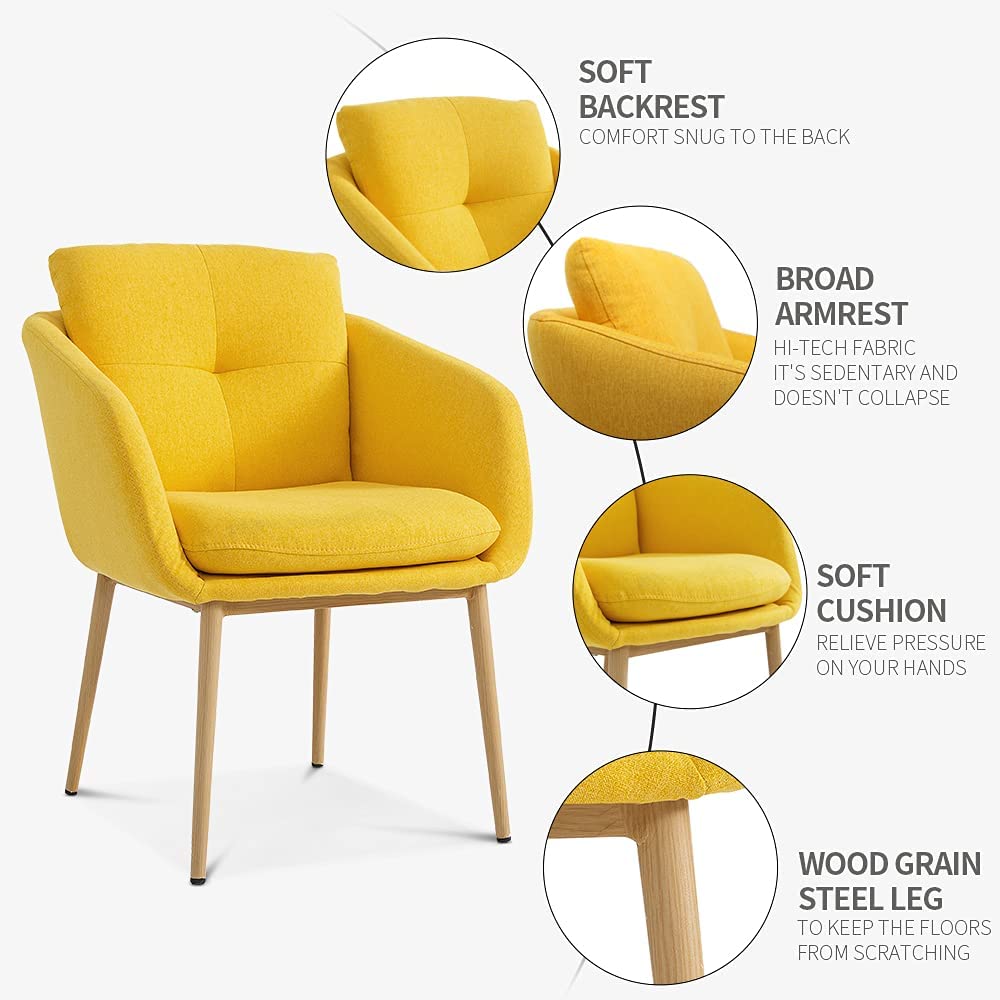 SOFT
BACKREST
COMFORT SNUG TO THE BACK
BROAD
ARMREST
HI-TECH FABRIC
IT'S SEDENTARY AND
DOESN'T COLLAPSE
SOFT
CUSHION
RELIEVE PRESSURE
ON YOUR HANDS
WOOD GRAIN
STEEL LEG
TO KEEP THE FLOORS
FROM SCRATCHING